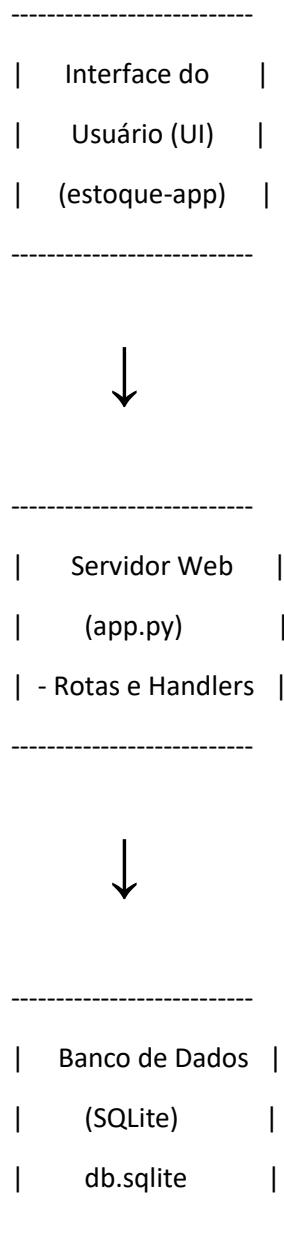 ---------------------------
| Interface do |
| Usuário (UI) |
| (estoque-app) |
---------------------------
↓
---------------------------
| Servidor Web |
| (app.py) |
| - Rotas e Handlers |
---------------------------
↓
---------------------------
| Banco de Dados |
| (SQLite) |
| db.sqlite |